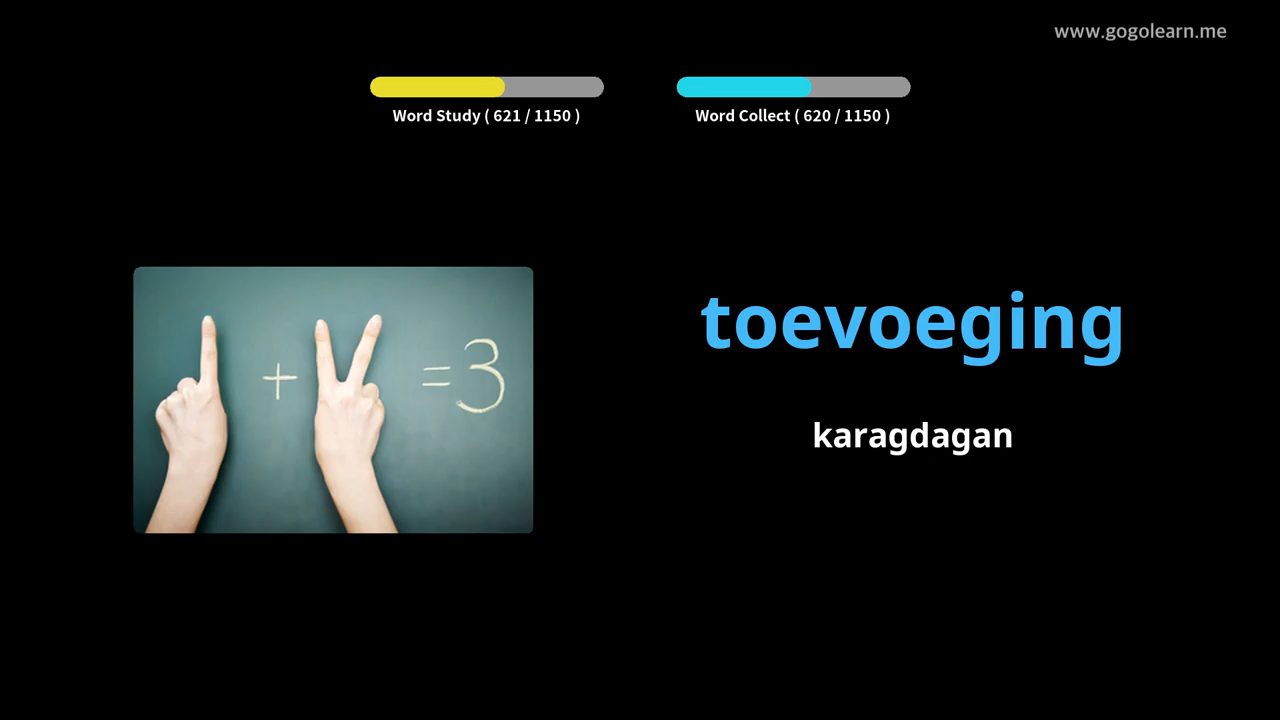 www.gogolearn.me
Word Study ( 621 / 1150 )
Word Collect ( 620 / 1150 )
+ = 3
toevoeging
karagdagan